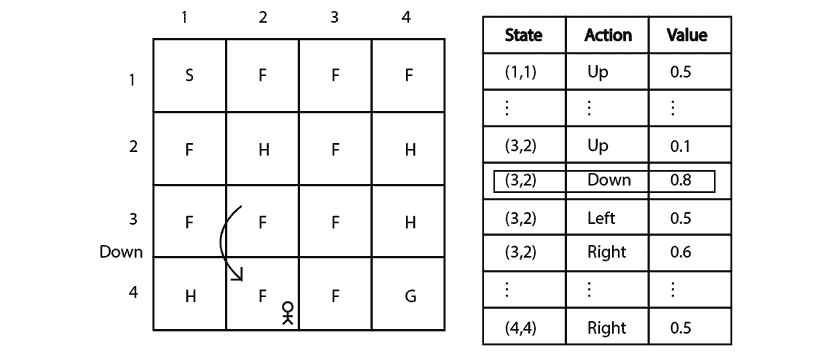 1 2 3 4
1 S F F F
2 F H F H
3 F F F H
Down
4 H F F G
State Action Value
(1,1) Up 0.5
⋮ ⋮ ⋮
(3,2) Up 0.1
(3,2) Down 0.8
(3,2) Left 0.5
(3,2) Right 0.6
⋮ ⋮ ⋮
(4,4) Right 0.5